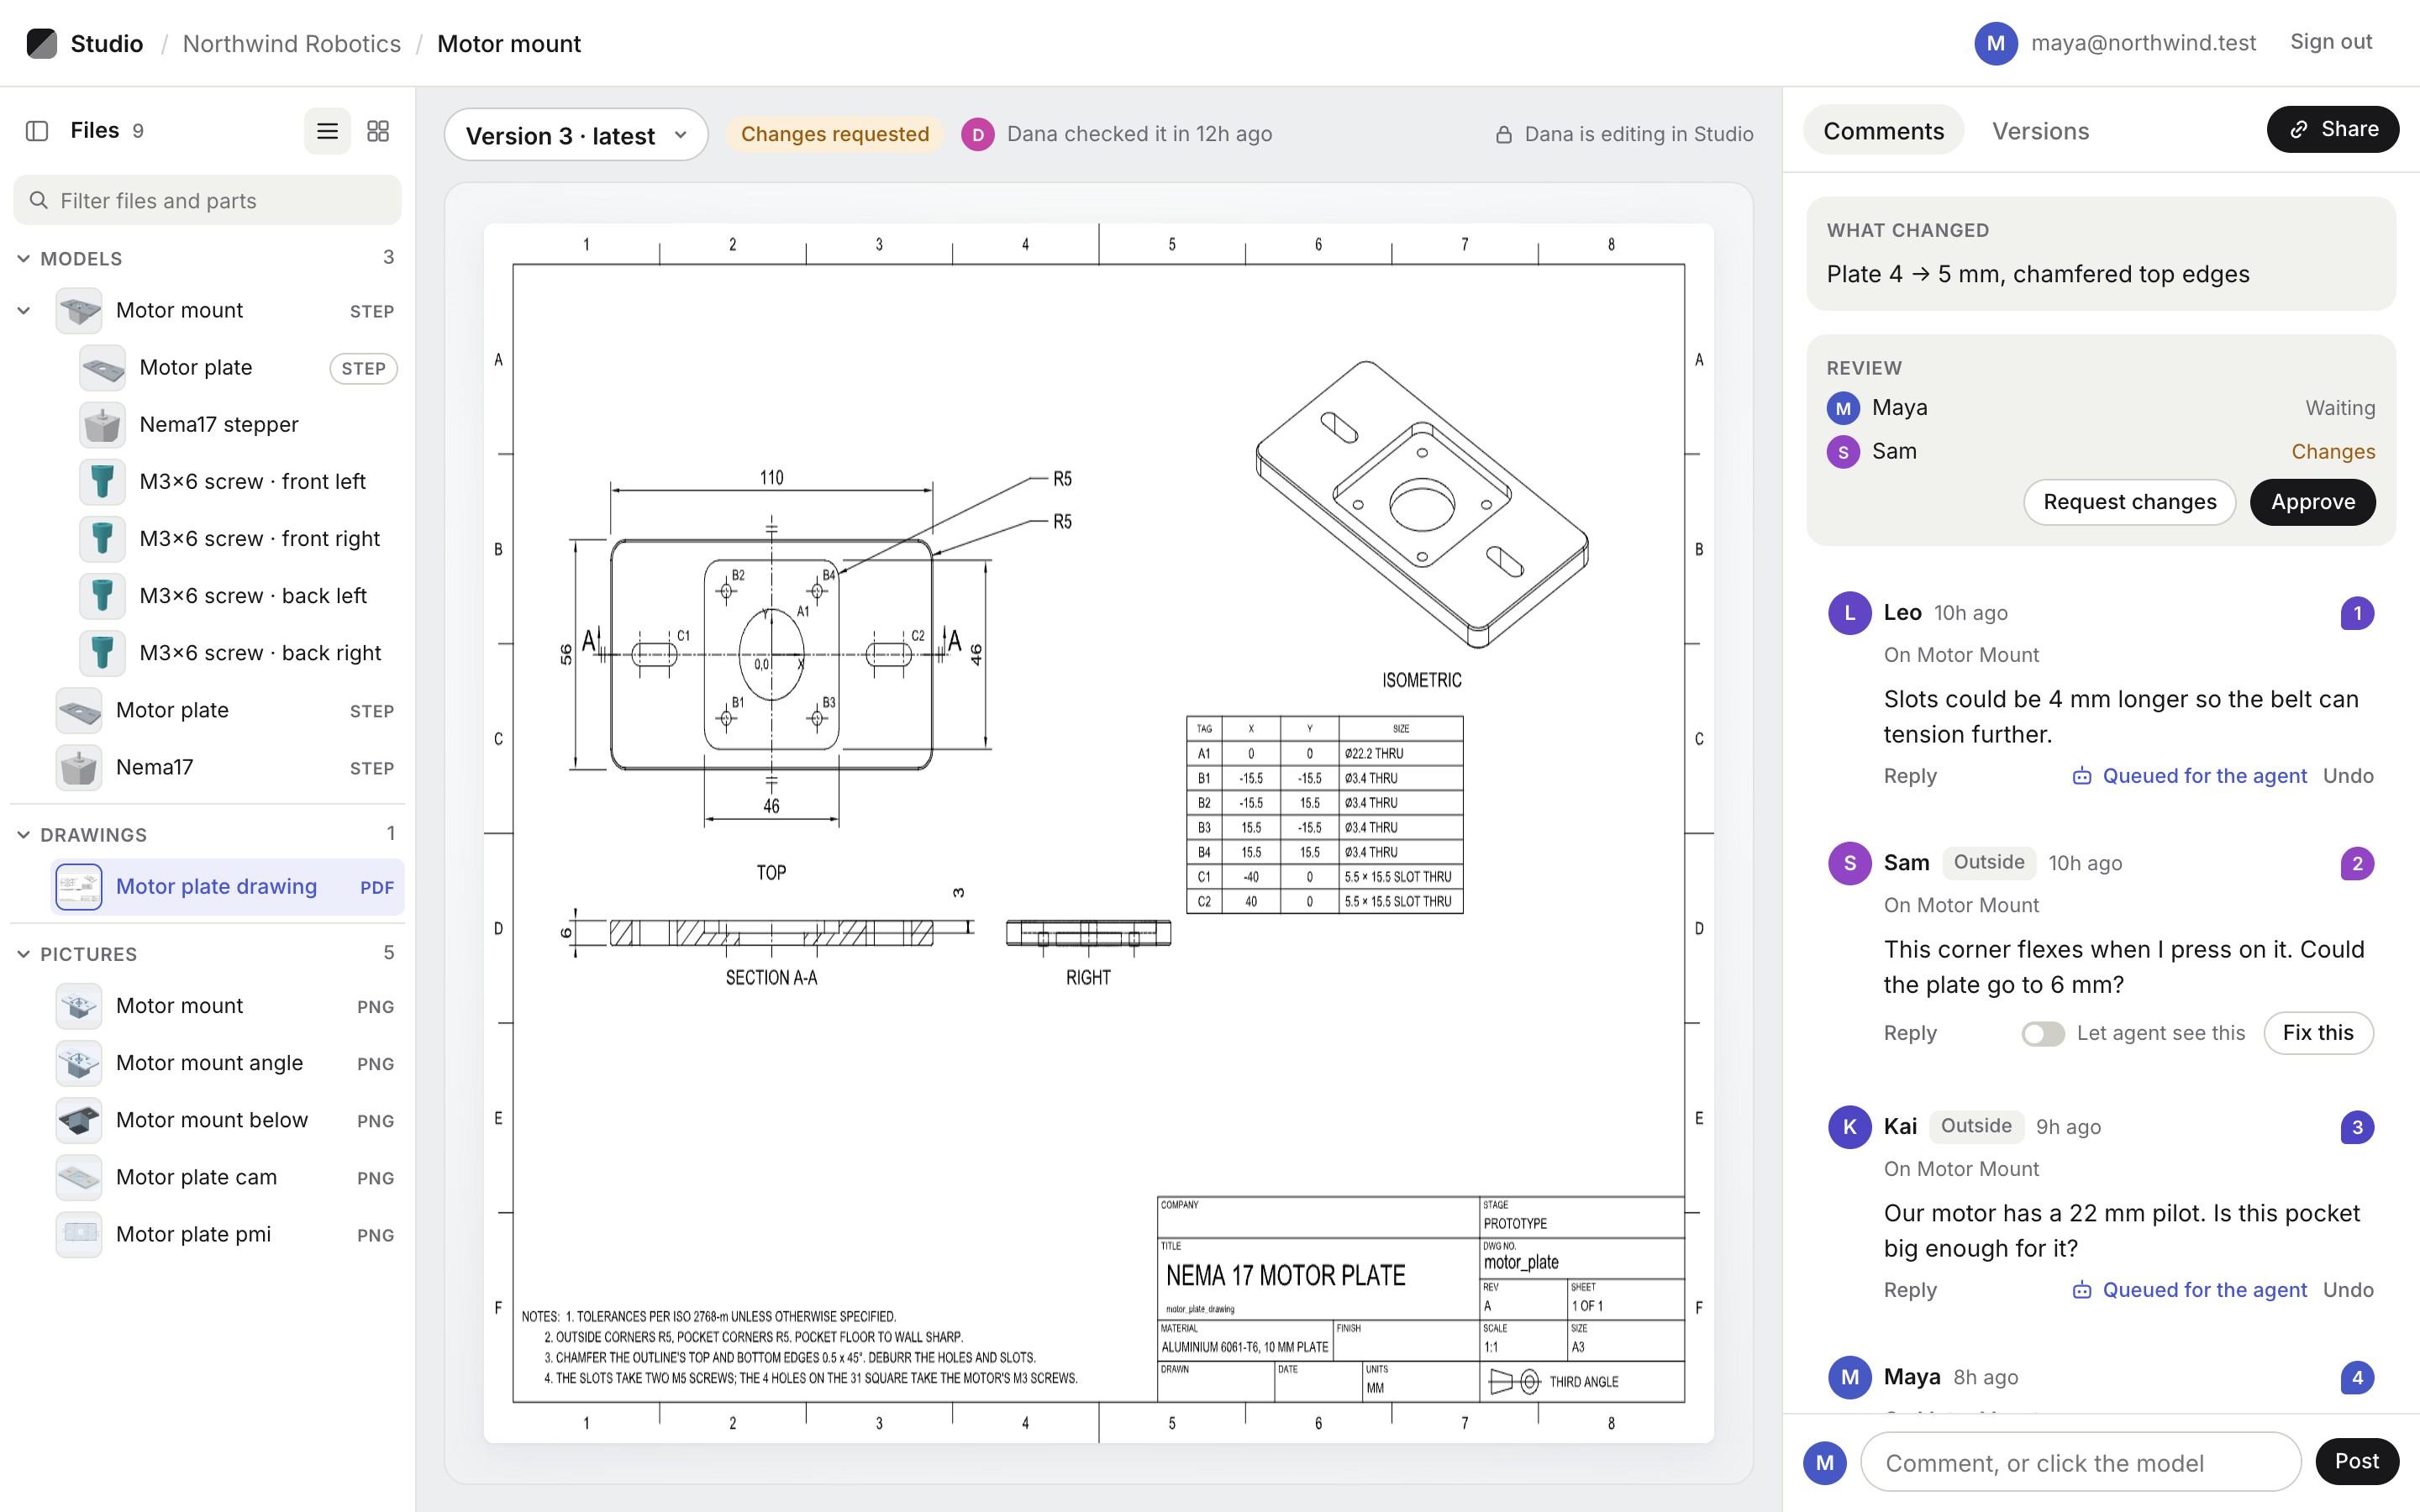 Studio / Northwind Robotics / Motor mount
M maya@northwind.test Sign out
Files 9
Filter files and parts
MODELS 3
Motor mount STEP
Motor plate STEP
Nema17 stepper
M3×6 screw · front left
M3×6 screw · front right
M3×6 screw · back left
M3×6 screw · back right
Motor plate STEP
Nema17 STEP
DRAWINGS 1
Motor plate drawing PDF
PICTURES 5
Motor mount PNG
Motor mount angle PNG
Motor mount below PNG
Motor plate cam PNG
Motor plate pmi PNG
Version 3 · latest
Changes requested
D Dana checked it in 12h ago
Dana is editing in Studio
1 2 3 4 5 6 7 8
A A
B B
C C
D D
E E
F F
110
R5
R5
B2 B4
A1
Y
C1 C2
A A
56
46
0,0 X
B1 B3
46
TOP
3
6
SECTION A-A
RIGHT
ISOMETRIC
TAG X Y SIZE
A1 0 0 Ø22.2 THRU
B1 -15.5 -15.5 Ø3.4 THRU
B2 -15.5 15.5 Ø3.4 THRU
B3 15.5 -15.5 Ø3.4 THRU
B4 15.5 15.5 Ø3.4 THRU
C1 -40 0 5.5 × 15.5 SLOT THRU
C2 40 0 5.5 × 15.5 SLOT THRU
NOTES: 1. TOLERANCES PER ISO 2768-m UNLESS OTHERWISE SPECIFIED.
2. OUTSIDE CORNERS R5, POCKET CORNERS R5. POCKET FLOOR TO WALL SHARP.
3. CHAMFER THE OUTLINE'S TOP AND BOTTOM EDGES 0.5 x 45°. DEBURR THE HOLES AND SLOTS.
4. THE SLOTS TAKE TWO M5 SCREWS; THE 4 HOLES ON THE 31 SQUARE TAKE THE MOTOR'S M3 SCREWS.
COMPANY
STAGE
PROTOTYPE
TITLE
NEMA 17 MOTOR PLATE
motor_plate_drawing
DWG NO.
motor_plate
REV
A
SHEET
1 OF 1
MATERIAL
ALUMINIUM 6061-T6, 10 MM PLATE
FINISH
SCALE
1:1
SIZE
A3
DRAWN
DATE
UNITS
MM
THIRD ANGLE
1 2 3 4 5 6 7 8
Comments Versions Share
WHAT CHANGED
Plate 4 → 5 mm, chamfered top edges
REVIEW
M Maya Waiting
S Sam Changes
Request changes Approve
L Leo 10h ago 1
On Motor Mount
Slots could be 4 mm longer so the belt can
tension further.
Reply Queued for the agent Undo
S Sam Outside 10h ago 2
On Motor Mount
This corner flexes when I press on it. Could
the plate go to 6 mm?
Reply Let agent see this Fix this
K Kai Outside 9h ago 3
On Motor Mount
Our motor has a 22 mm pilot. Is this pocket
big enough for it?
Reply Queued for the agent Undo
M Maya 8h ago 4
M Comment, or click the model Post